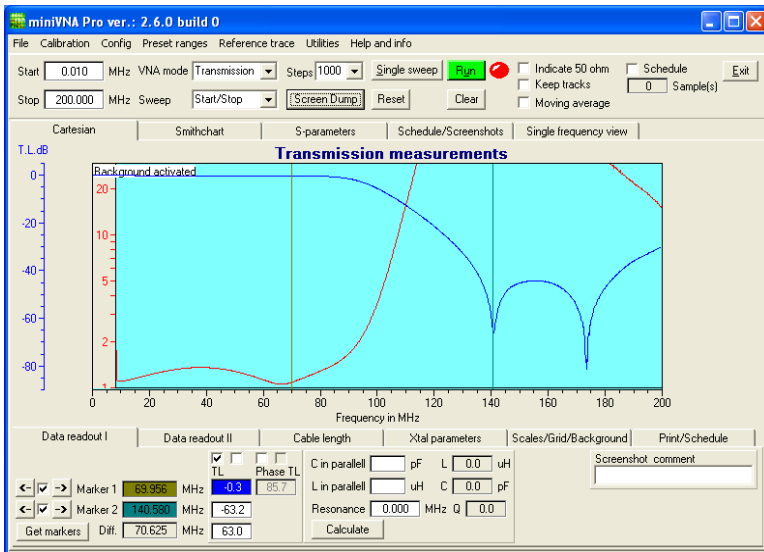 miniVNA Pro ver.: 2.6.0 build 0
File Calibration Config Preset ranges Reference trace Utilities Help and info
Start 0.010 MHz VNA mode Transmission Steps 1000 Single sweep Run Indicate 50 ohm Schedule Exit
Keep tracks 0 Sample(s)
Stop 200.000 MHz Sweep Start/Stop Screen Dump Reset Clear Moving average
Cartesian Smithchart S-parameters Schedule/Screenshots Single frequency view
T.L.dB Transmission measurements
Background activated
0
20
-20
10
-40
5
-60
2
-80
1
0 20 40 60 80 100 120 140 160 180 200
Frequency in MHz
Data readout I Data readout II Cable length Xtal parameters Scales/Grid/Background Print/Schedule
TL Phase TL
C in parallell pF L 0.0 uH
Screenshot comment
<- -> Marker 1 69.956 MHz -0.3 85.7
L in parallell uH C 0.0 pF
<- -> Marker 2 140.580 MHz -63.2
Resonance 0.000 MHz Q 0.0
Get markers Diff. 70.625 MHz 63.0
Calculate